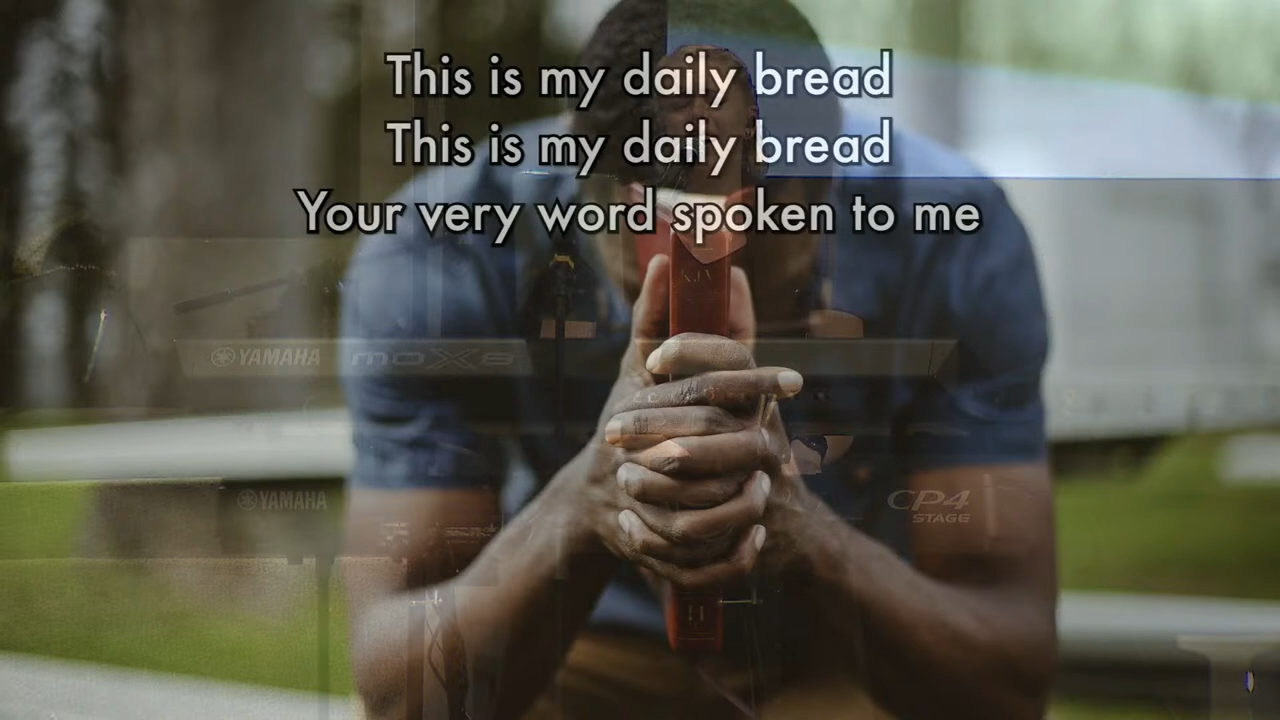 This is my daily bread
This is my daily bread
Your very word spoken to me
YAMAHA moX8
YAMAHA
CP4
STAGE